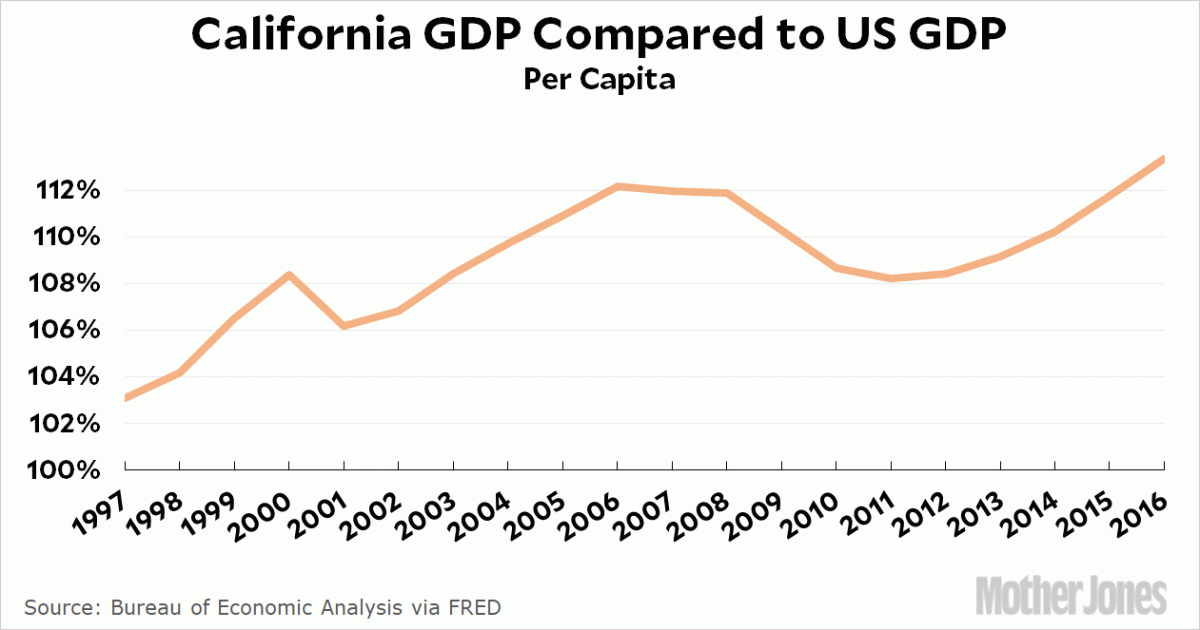 California GDP Compared to US GDP
Per Capita
112%
110%
108%
106%
104%
102%
100%
1997 1998 1999 2000 2001 2002 2003 2004 2005 2006 2007 2008 2009 2010 2011 2012 2013 2014 2015 2016
Source: Bureau of Economic Analysis via FRED
Mother Jones